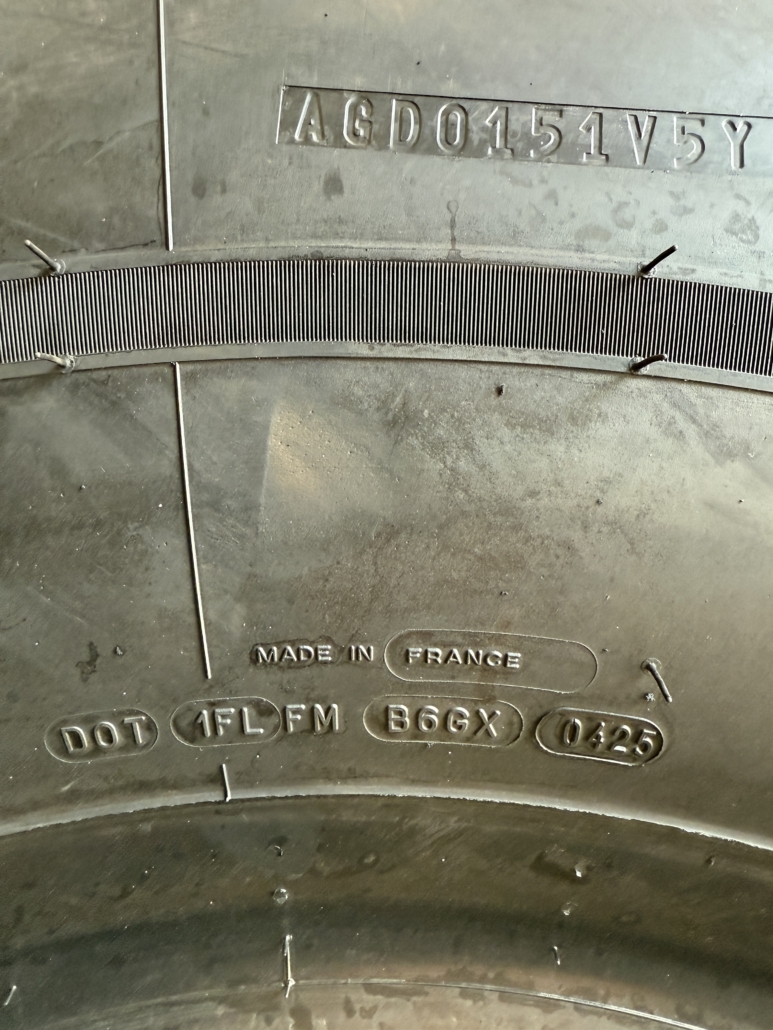 AGD0151V5Y
MADE IN FRANCE
DOT 1FL FM B6GX 0425